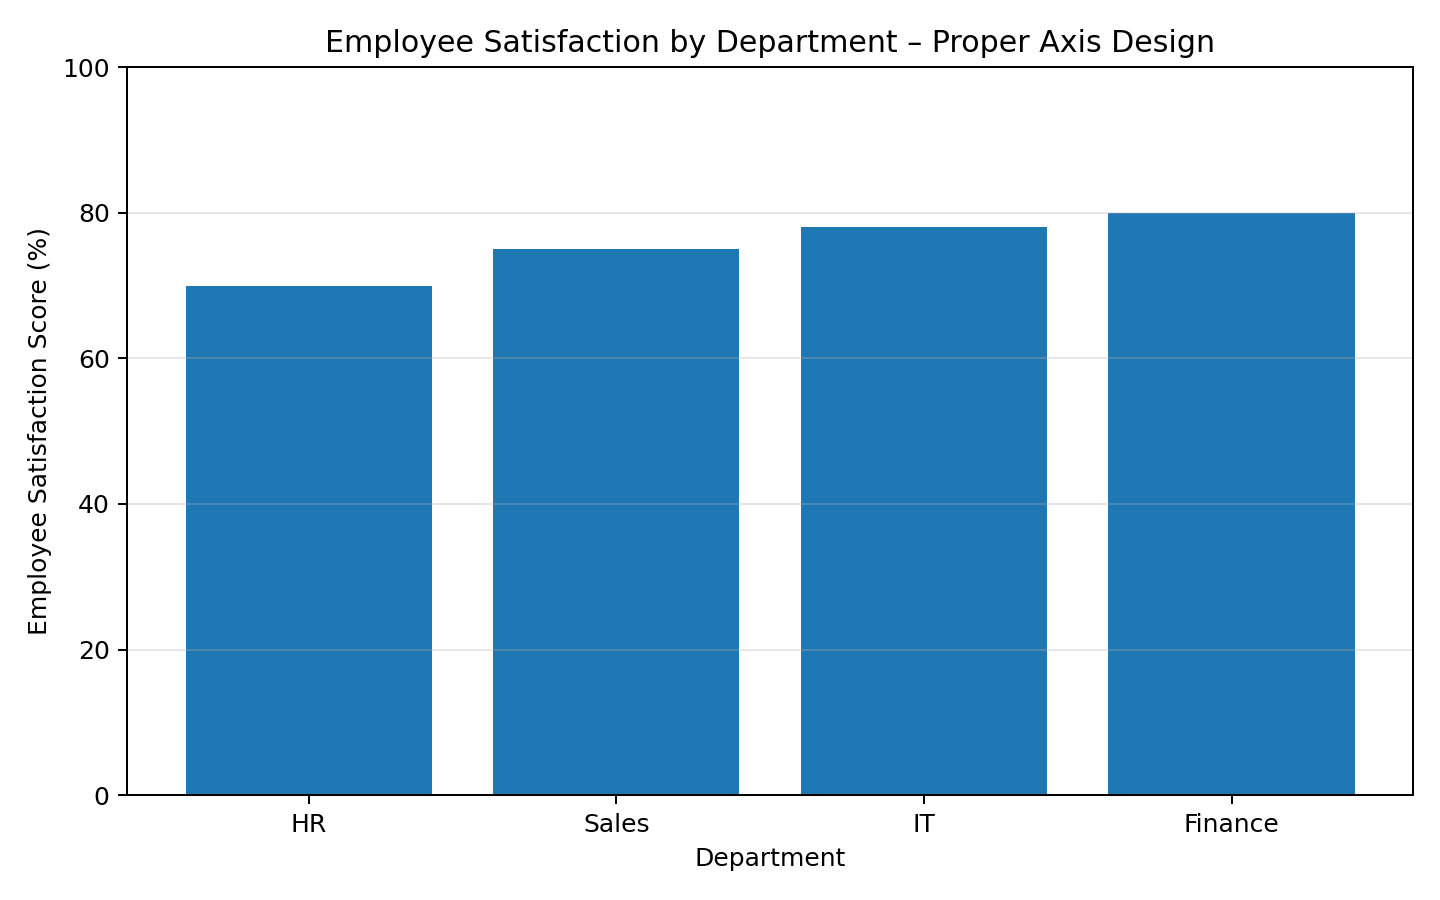 Employee Satisfaction by Department – Proper Axis Design
Employee Satisfaction Score (%)
100
80
60
40
20
0
HR Sales IT Finance
Department